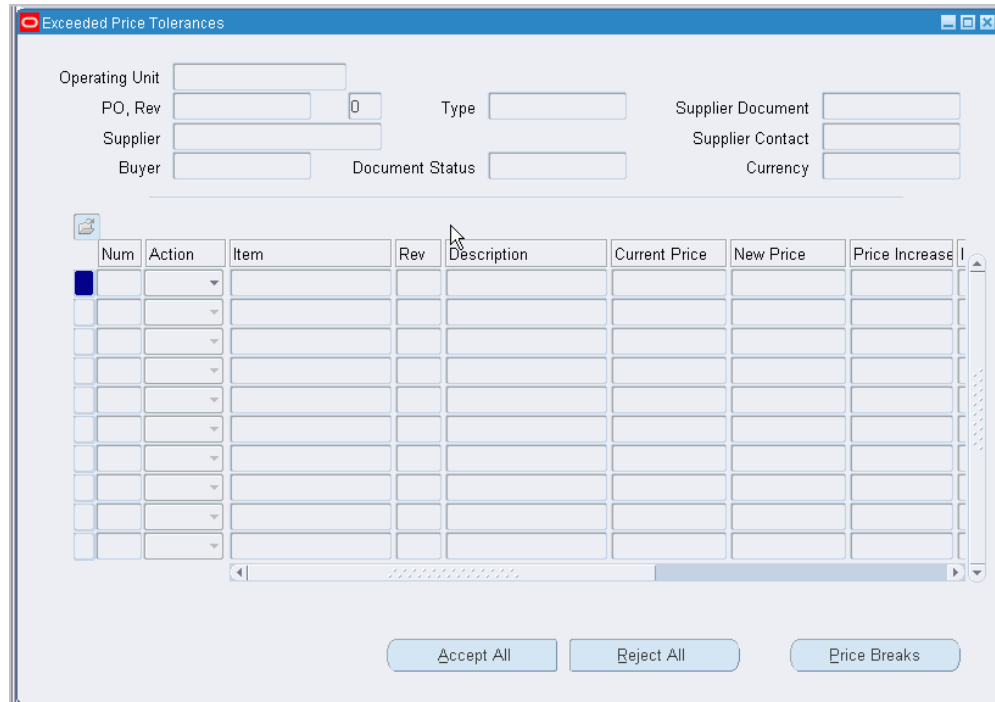 Exceeded Price Tolerances
Operating Unit
PO, Rev 0 Type Supplier Document
Supplier Supplier Contact
Buyer Document Status Currency
Num Action Item Rev Description Current Price New Price Price Increase
Accept All Reject All Price Breaks